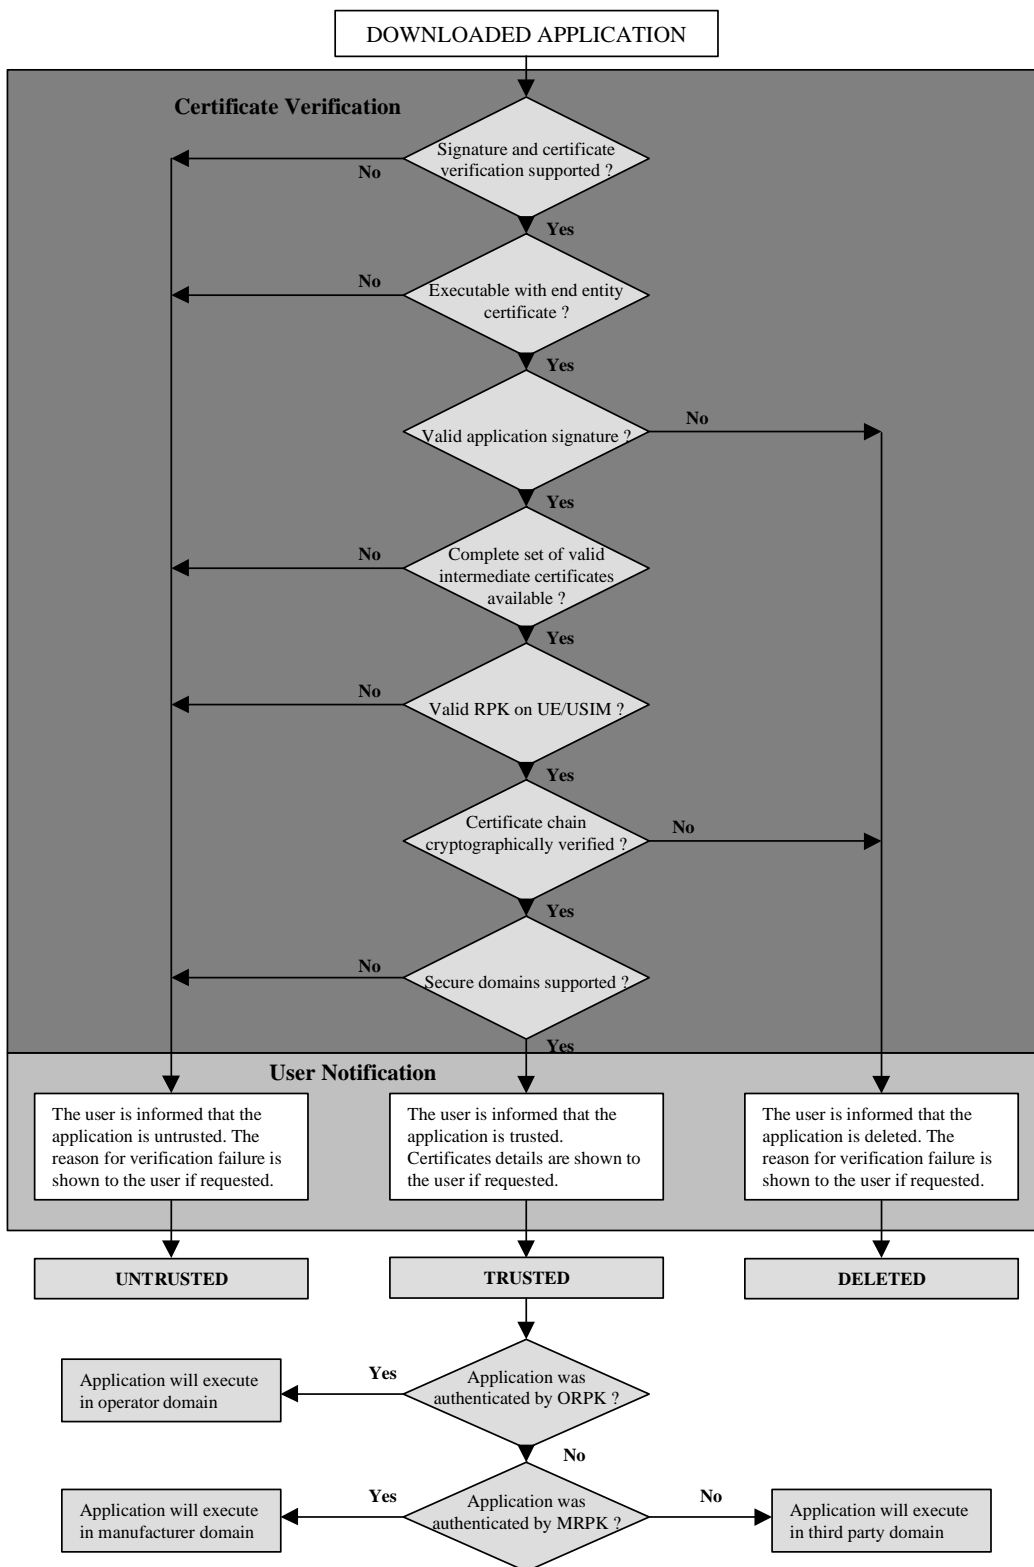 DOWNLOADED APPLICATION
Certificate Verification
Signature and certificate
verification supported ?
No
Yes
No
Executable with end entity
certificate ?
Yes
No
Valid application signature ?
Yes
No
Complete set of valid
intermediate certificates
available ?
Yes
No
Valid RPK on UE/USIM ?
Yes
Certificate chain
cryptographically verified ?
No
Yes
No
Secure domains supported ?
Yes
User Notification
The user is informed that the
application is untrusted. The
reason for verification failure is
shown to the user if requested.
The user is informed that the
application is trusted.
Certificates details are shown to
the user if requested.
The user is informed that the
application is deleted. The
reason for verification failure is
shown to the user if requested.
UNTRUSTED
TRUSTED
DELETED
Application will execute
in operator domain
Yes
Application was
authenticated by ORPK ?
No
Application will execute
in manufacturer domain
Yes
Application was
authenticated by MRPK ?
No
Application will execute
in third party domain